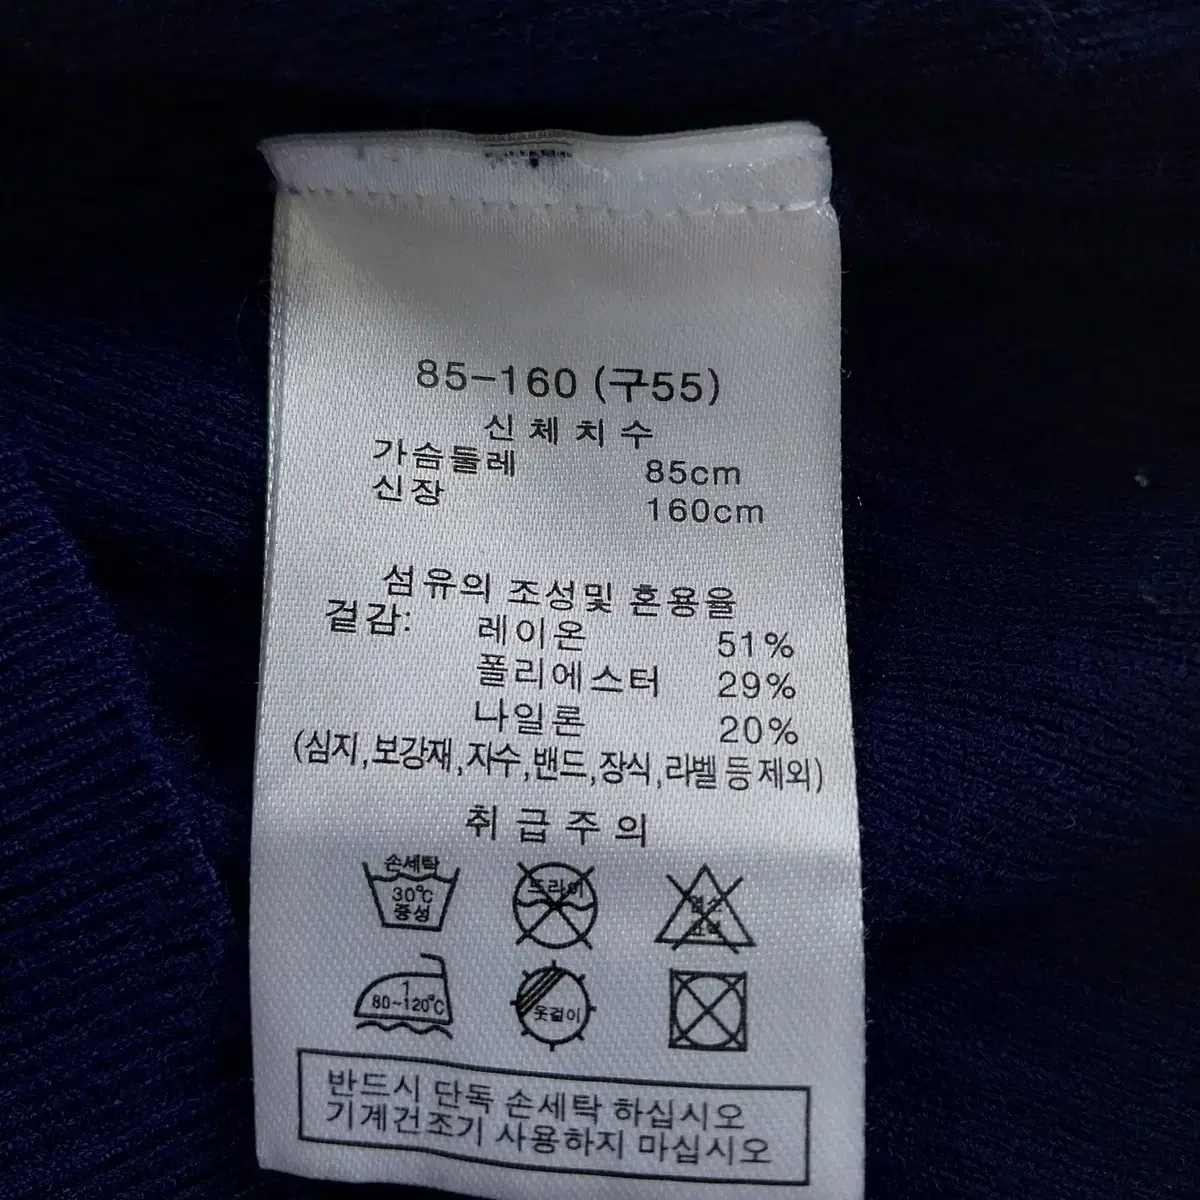 85-160 (구55)
신체치수
가슴둘레 85cm
신장 160cm
섬유의 조성및 혼용율
겉감: 레이온 51%
폴리에스터 29%
나일론 20%
(심지,보강재,자수,밴드,장식,라벨 등 제외)
취급주의
손세탁 드라이
30℃ 염소
중성 표백
1
80~120℃ 옷걸이
반드시 단독 손세탁 하십시오
기계건조기 사용하지 마십시오